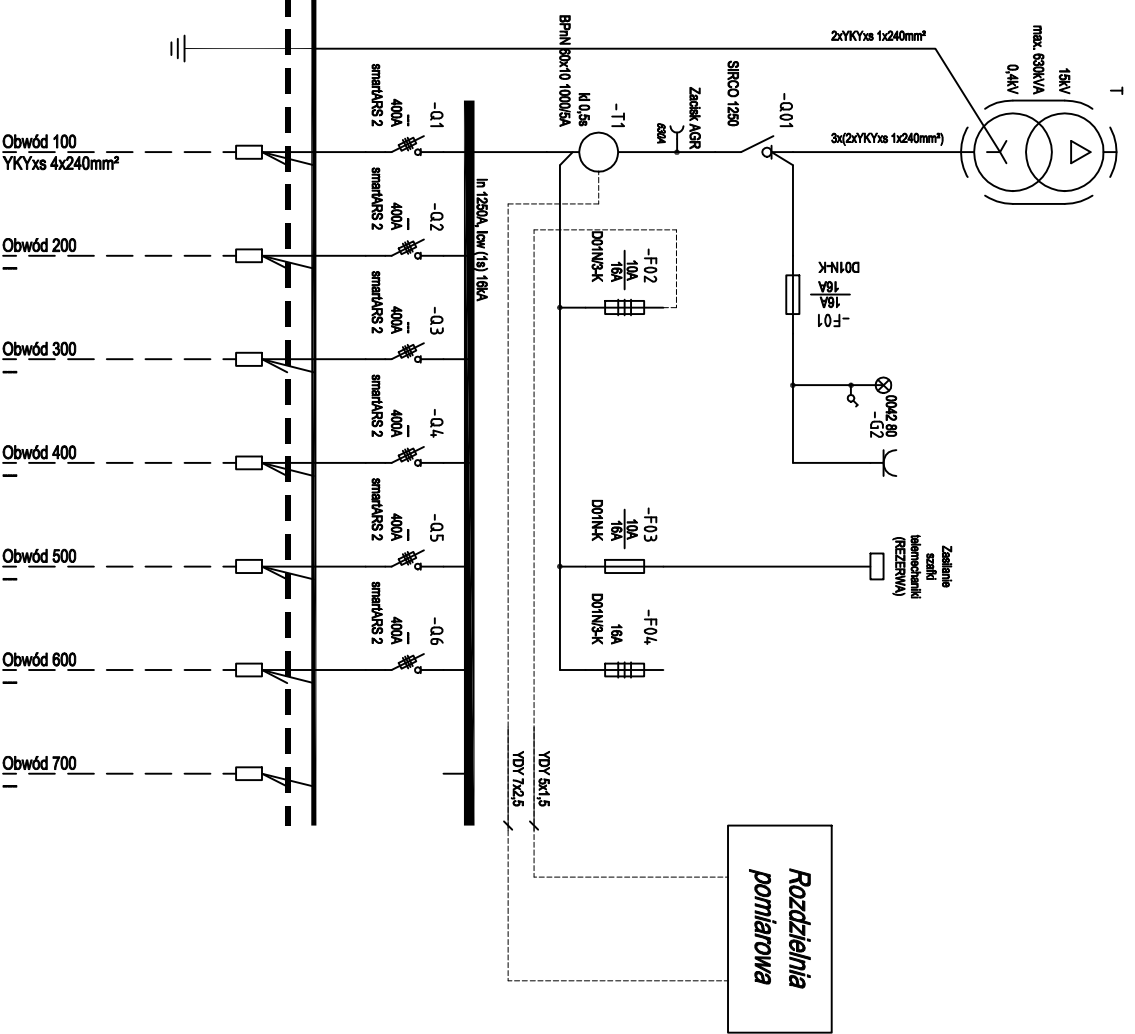 T
15kV
max. 630kVA
0,4kV
2xYKYxs 1x240mm²
3x(2xYKYxs 1x240mm²)
-Q01
SIRCO 1250
Zacisk AGR
630A
-T1
kl 0,5s
BPnN 60x10 1000/5A
-F01
16A
16A
D01N-K
0042 80
-G2
-F02
10A
16A
D01N/3-K
-F03
10A
16A
D01N-K
-F04
16A
D01N/3-K
Zasilanie
szafki
telemechaniki
(REZERWA)
In 1250A, Icw (1s) 16kA
-Q1
400A
smartARS 2
-Q2
400A
smartARS 2
-Q3
400A
smartARS 2
-Q4
400A
smartARS 2
-Q5
400A
smartARS 2
-Q6
400A
smartARS 2
Obwód 100
YKYxs 4x240mm²
Obwód 200
Obwód 300
Obwód 400
Obwód 500
Obwód 600
Obwód 700
YDY 5x1,5
YDY 7x2,5
Rozdzielnia
pomiarowa